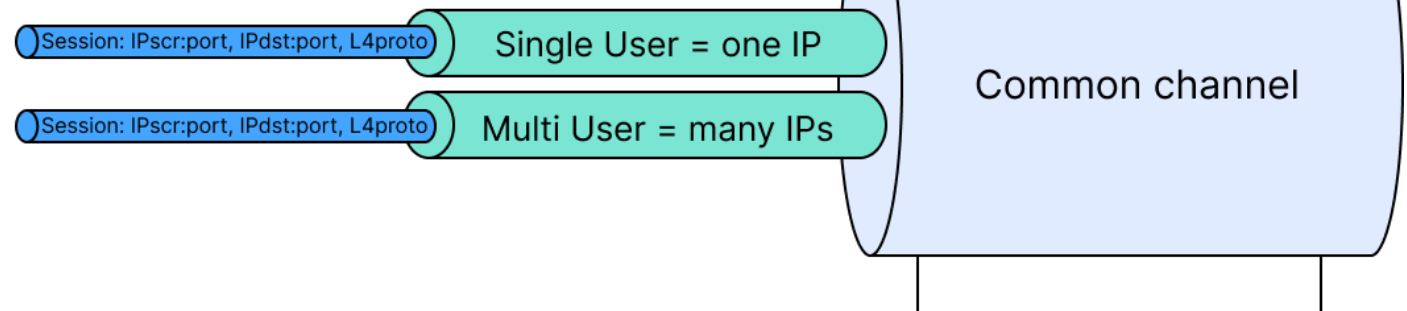 Session: IPscr:port, IPdst:port, L4proto
Single User = one IP
Common channel
Session: IPscr:port, IPdst:port, L4proto
Multi User = many IPs